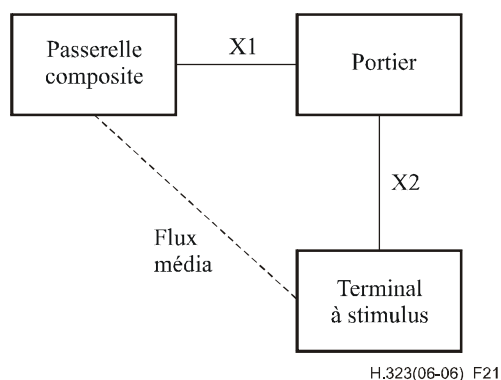 Passerelle
composite
X1
Portier
X2
Flux
média
Terminal
à stimulus
H.323(06-06)_F21